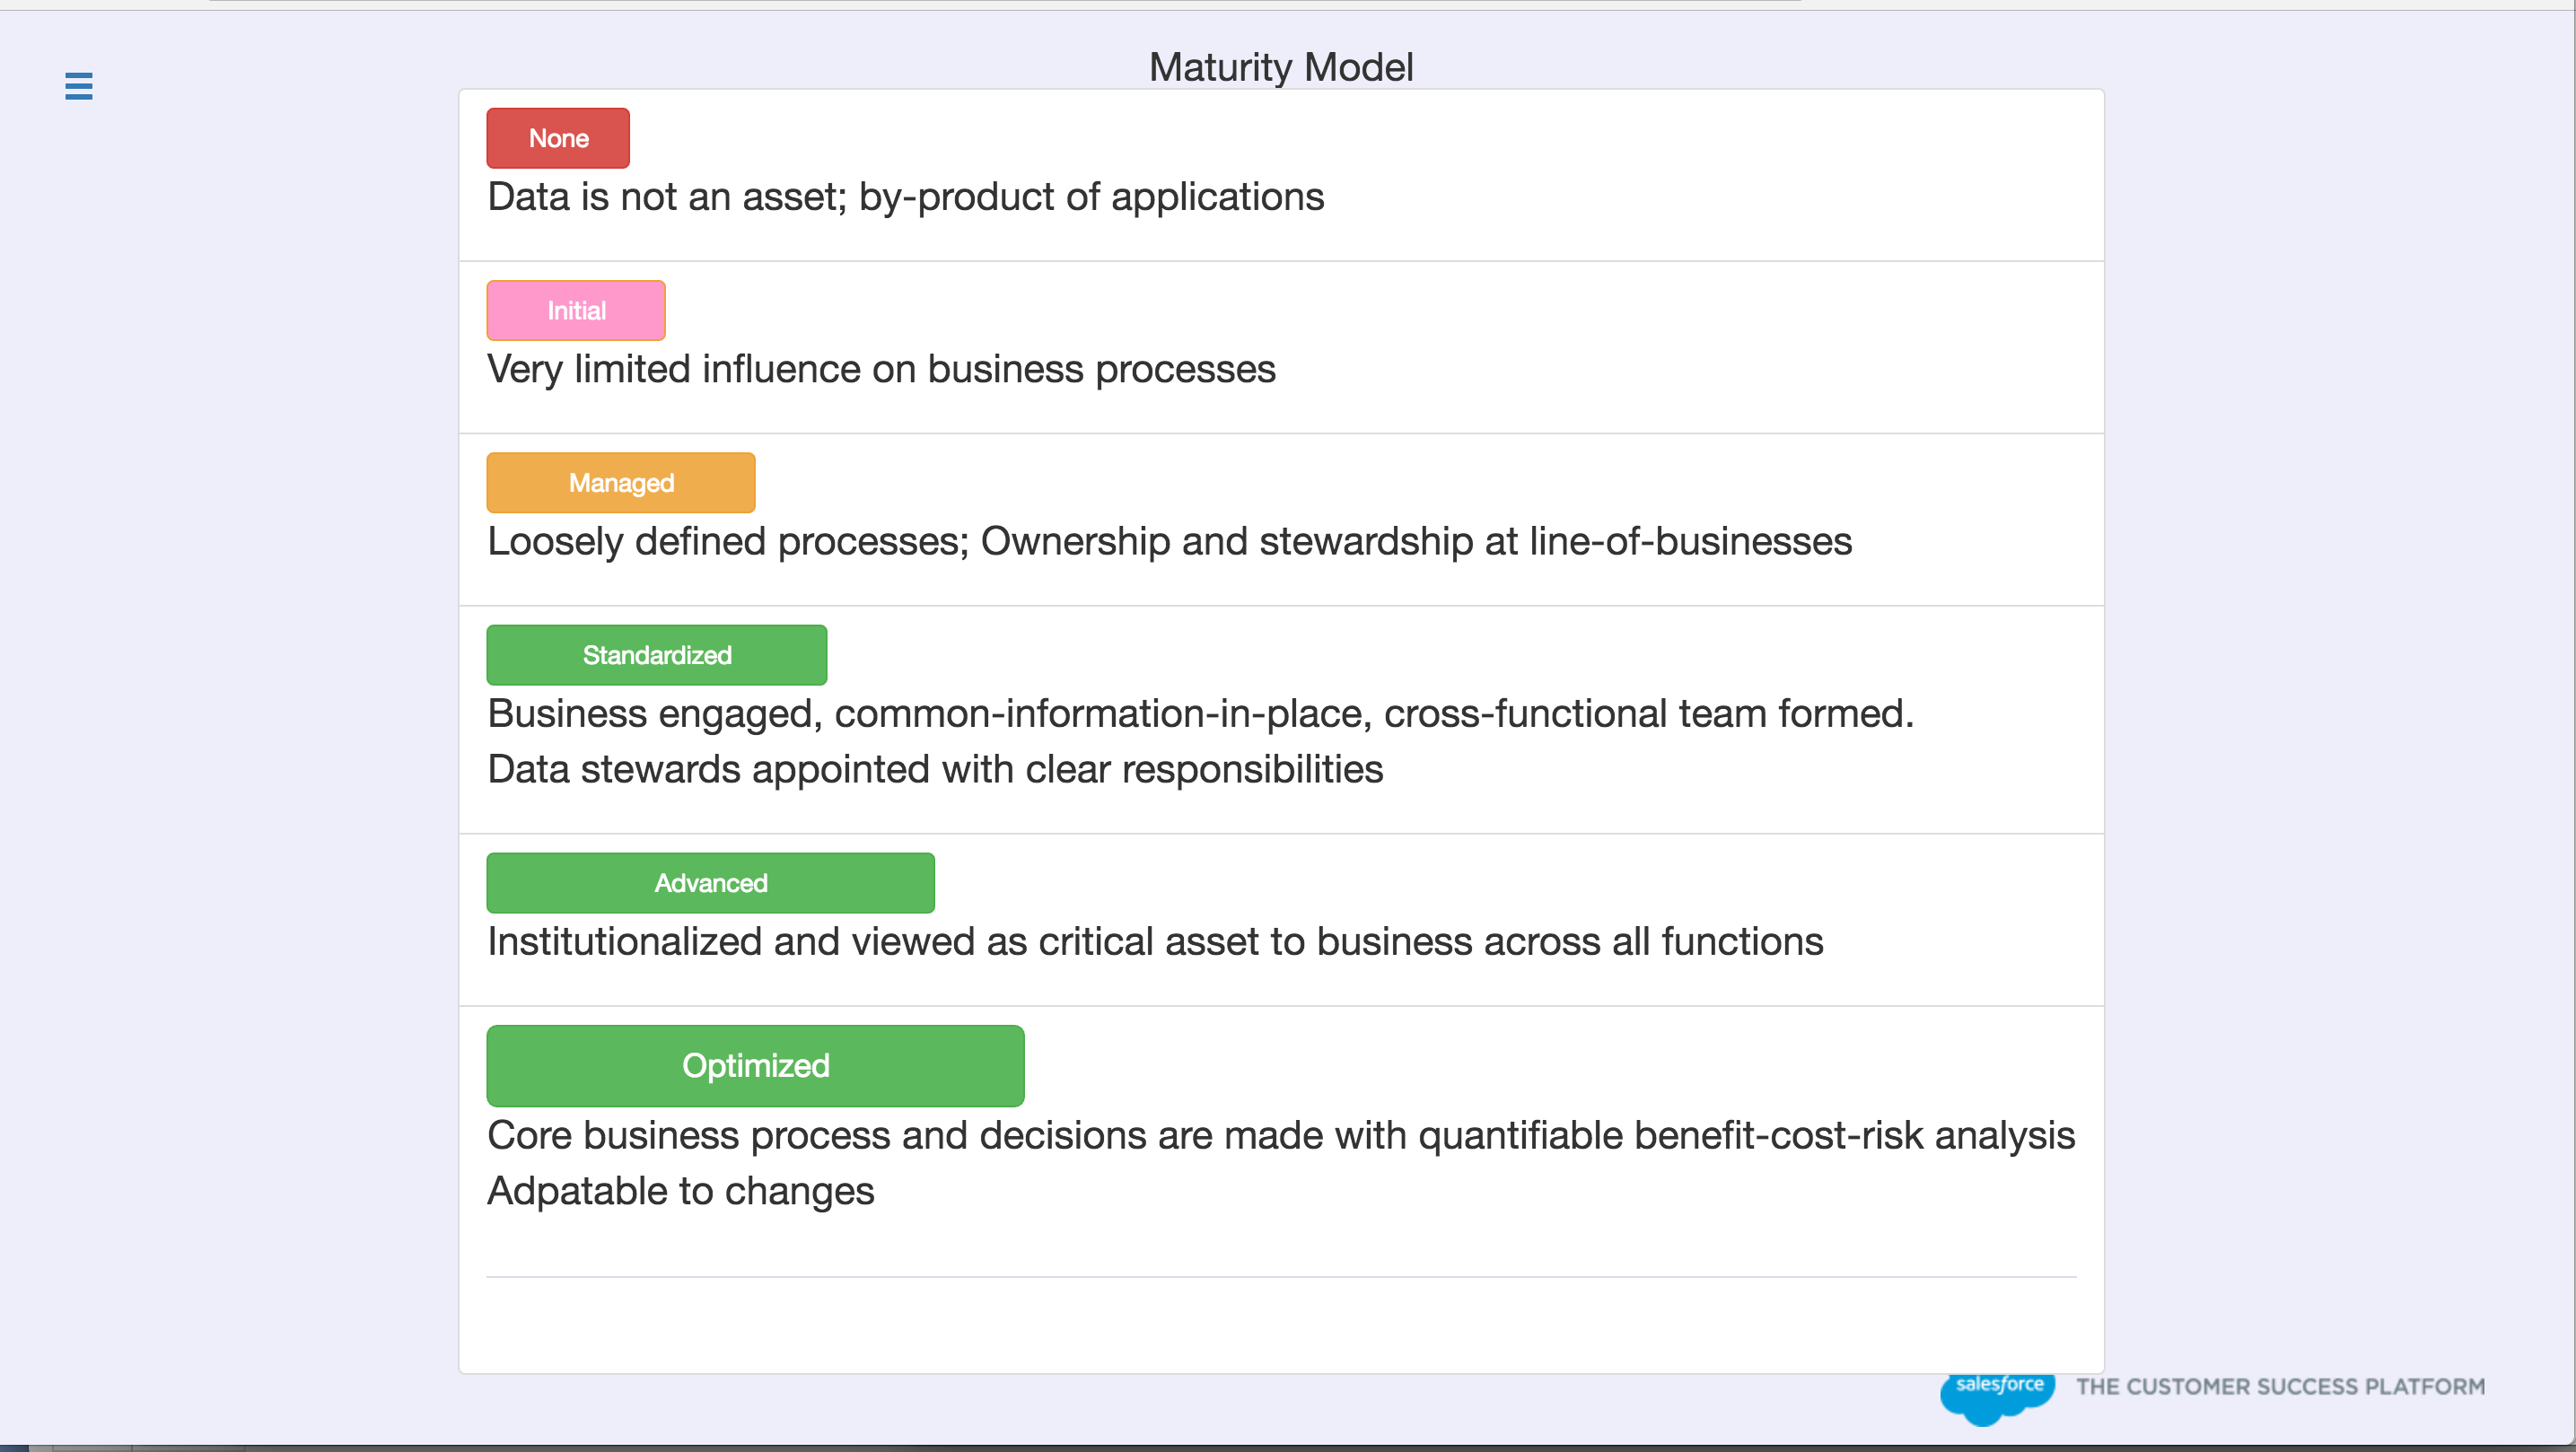 Maturity Model
None
Data is not an asset; by-product of applications
Initial
Very limited influence on business processes
Managed
Loosely defined processes; Ownership and stewardship at line-of-businesses
Standardized
Business engaged, common-information-in-place, cross-functional team formed.
Data stewards appointed with clear responsibilities
Advanced
Institutionalized and viewed as critical asset to business across all functions
Optimized
Core business process and decisions are made with quantifiable benefit-cost-risk analysis
Adpatable to changes
salesforce THE CUSTOMER SUCCESS PLATFORM